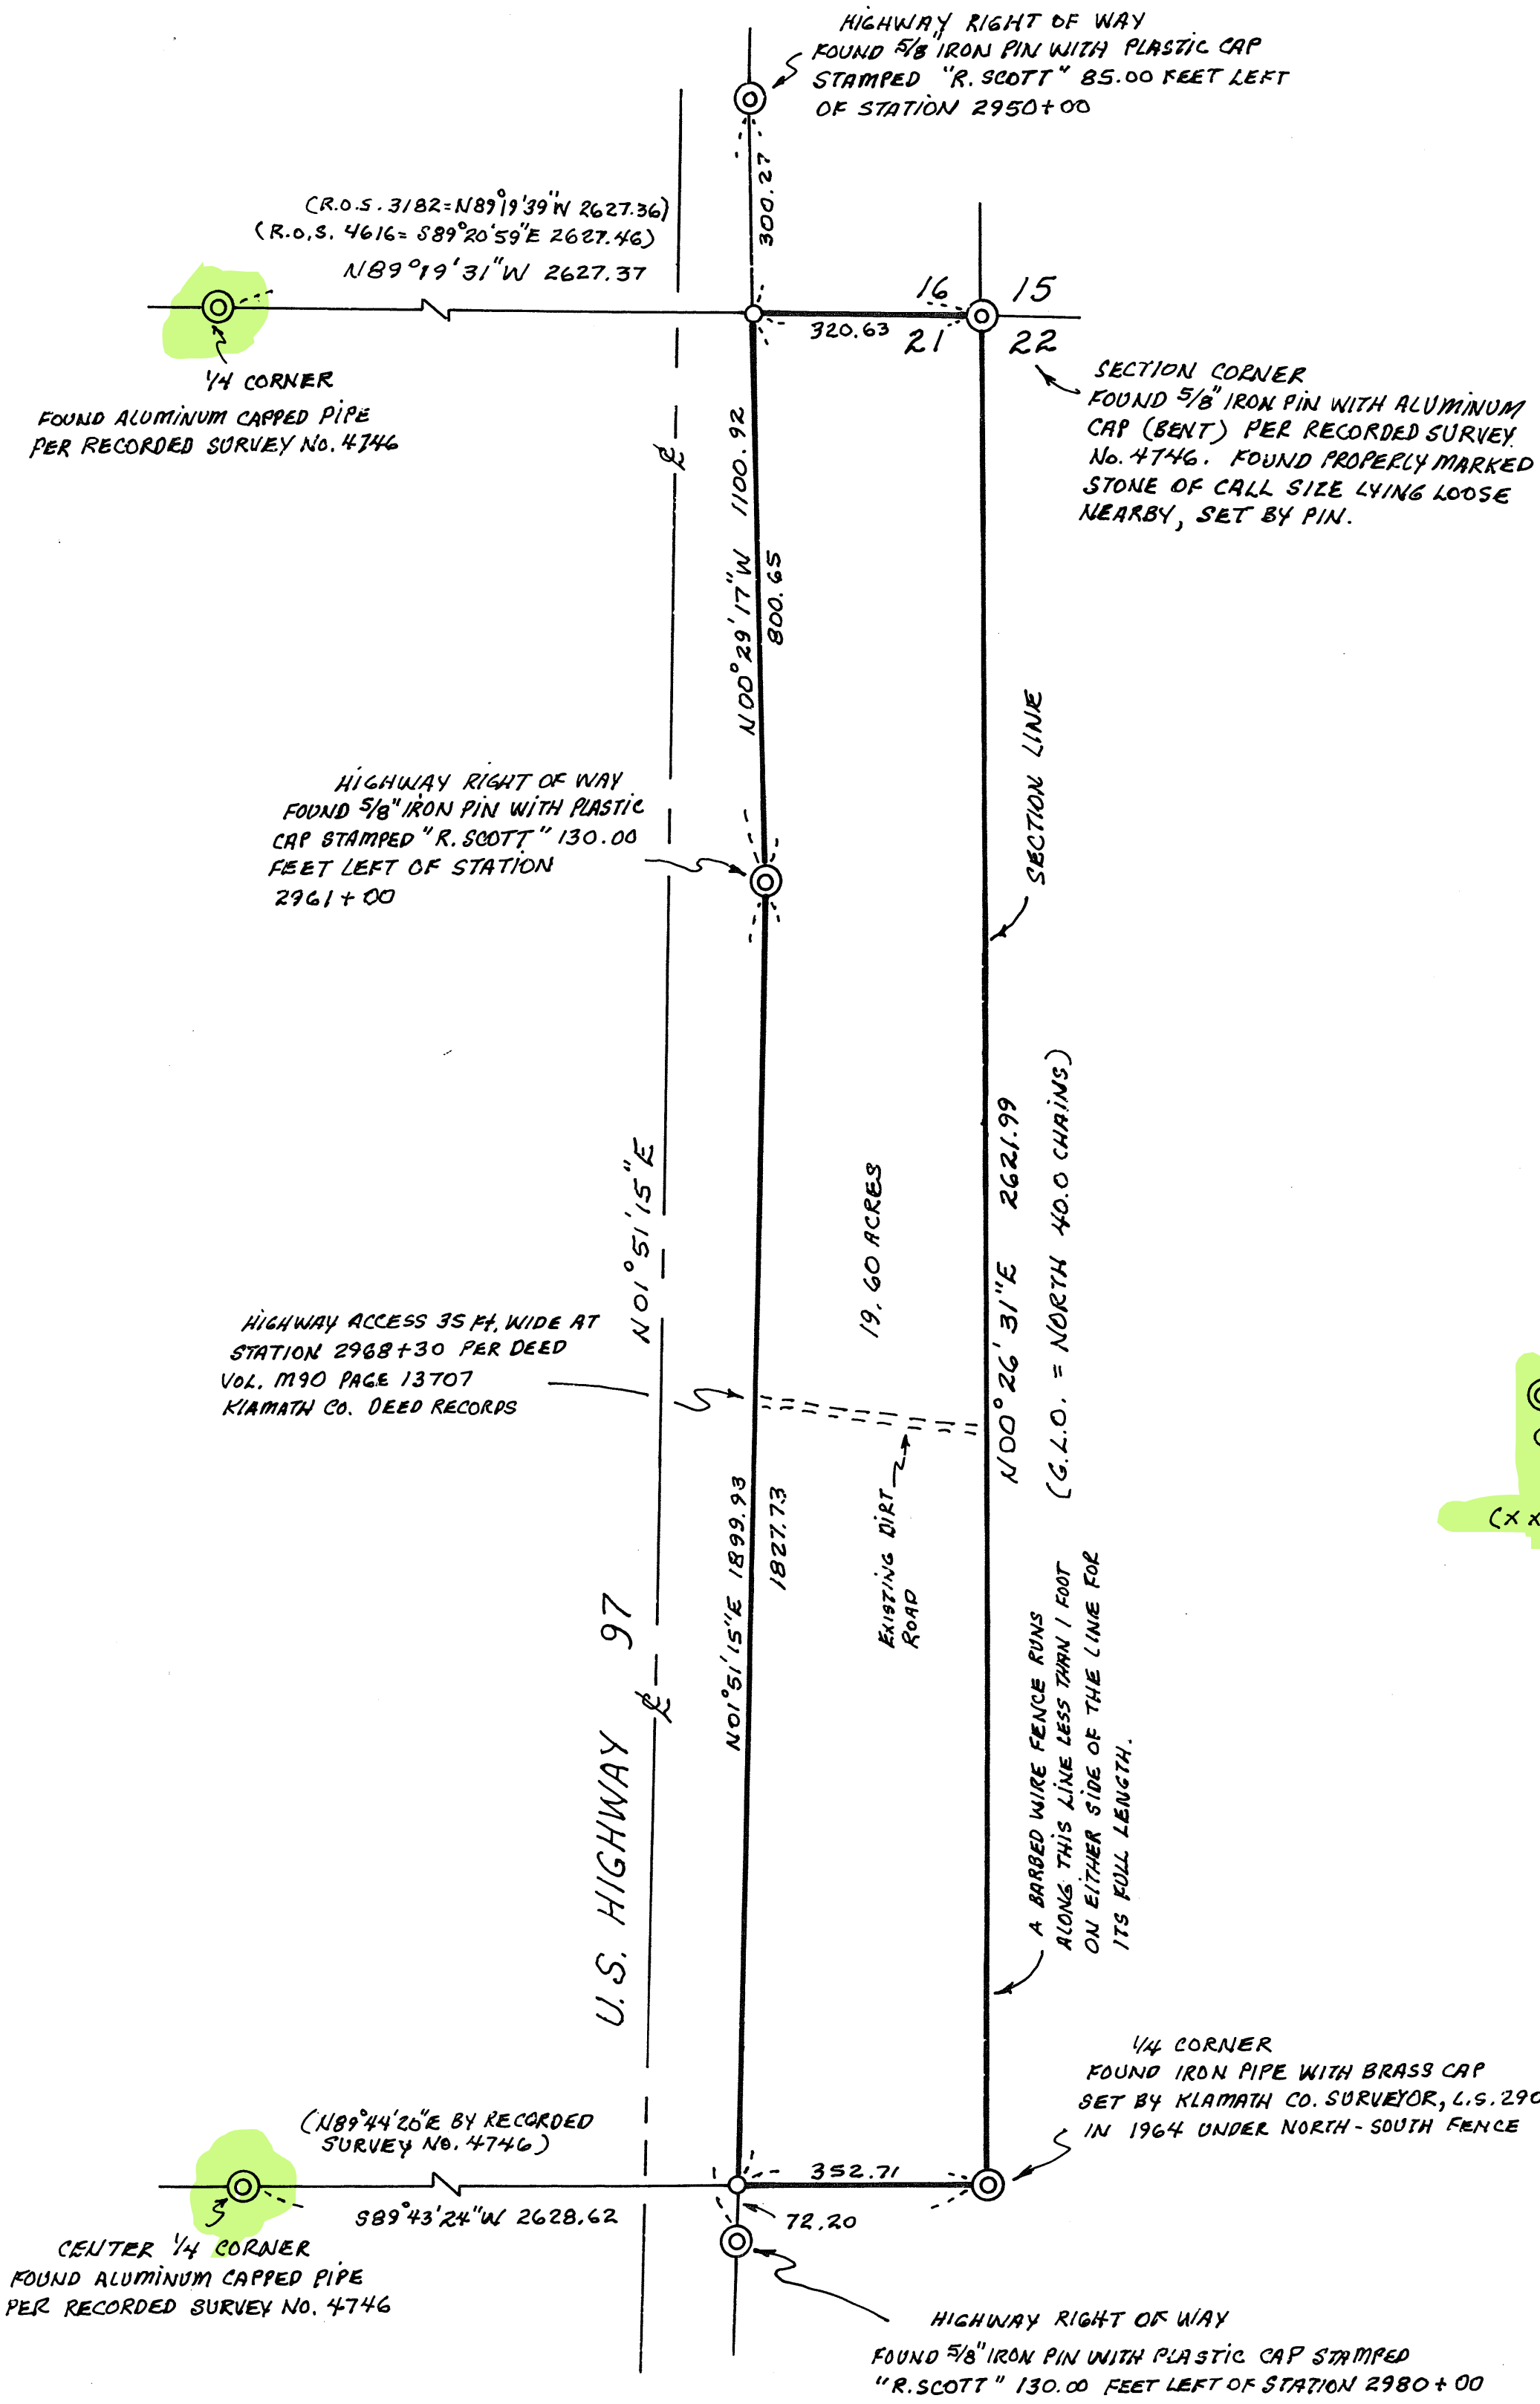 HIGHWAY RIGHT OF WAY
FOUND 5/8" IRON PIN WITH PLASTIC CAP
STAMPED "R. SCOTT" 85.00 FEET LEFT
OF STATION 2950+00
300.27
(R.O.S. 3182=N89°19'39"W 2627.36)
(R.O.S. 4616= S89°20'59"E 2627.46)
N89°19'31"W 2627.37
16 15
320.63 21 22
1/4 CORNER
FOUND ALUMINUM CAPPED PIPE
PER RECORDED SURVEY No. 4746
SECTION CORNER
FOUND 5/8" IRON PIN WITH ALUMINUM
CAP (BENT) PER RECORDED SURVEY
No. 4746. FOUND PROPERLY MARKED
STONE OF CALL SIZE LYING LOOSE
NEARBY, SET BY PIN.
N00°29'17"W 1100.92
800.65
SECTION LINE
HIGHWAY RIGHT OF WAY
FOUND 5/8" IRON PIN WITH PLASTIC
CAP STAMPED "R. SCOTT" 130.00
FEET LEFT OF STATION
2961+00
N01°51'15"E
19.60 ACRES
N00°26'31"E 2621.99
(G.L.O. = NORTH 40.0 CHAINS)
HIGHWAY ACCESS 35 Ft. WIDE AT
STATION 2968+30 PER DEED
VOL. M90 PAGE 13707
KLAMATH CO. DEED RECORDS
(XX
EXISTING DIRT
ROAD
N01°51'15"E 1899.93
1827.73
U.S. HIGHWAY 97
A BARBED WIRE FENCE RUNS
ALONG THIS LINE LESS THAN 1 FOOT
ON EITHER SIDE OF THE LINE FOR
ITS FULL LENGTH.
1/4 CORNER
FOUND IRON PIPE WITH BRASS CAP
SET BY KLAMATH CO. SURVEYOR, L.S. 290
IN 1964 UNDER NORTH-SOUTH FENCE
(N89°44'20"E BY RECORDED
SURVEY NO. 4746)
352.71
S89°43'24"W 2628.62
72.20
CENTER 1/4 CORNER
FOUND ALUMINUM CAPPED PIPE
PER RECORDED SURVEY NO. 4746
HIGHWAY RIGHT OF WAY
FOUND 5/8" IRON PIN WITH PLASTIC CAP STAMPED
"R. SCOTT" 130.00 FEET LEFT OF STATION 2980+00